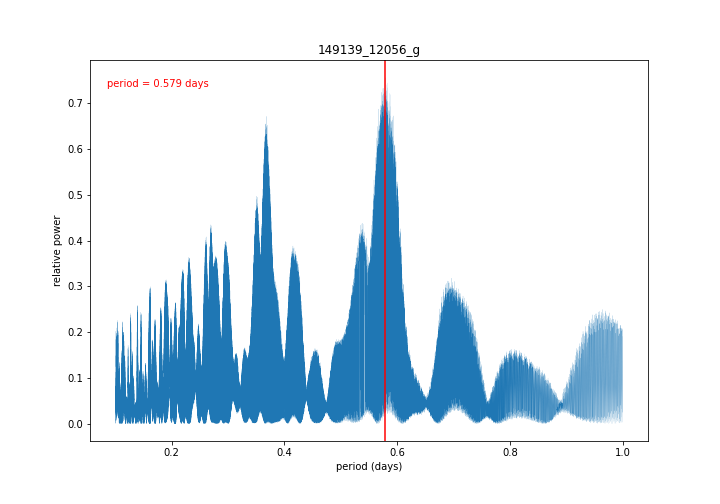 149139_12056_g
period = 0.579 days
relative power
0.7
0.6
0.5
0.4
0.3
0.2
0.1
0.0
0.2 0.4 0.6 0.8 1.0
period (days)